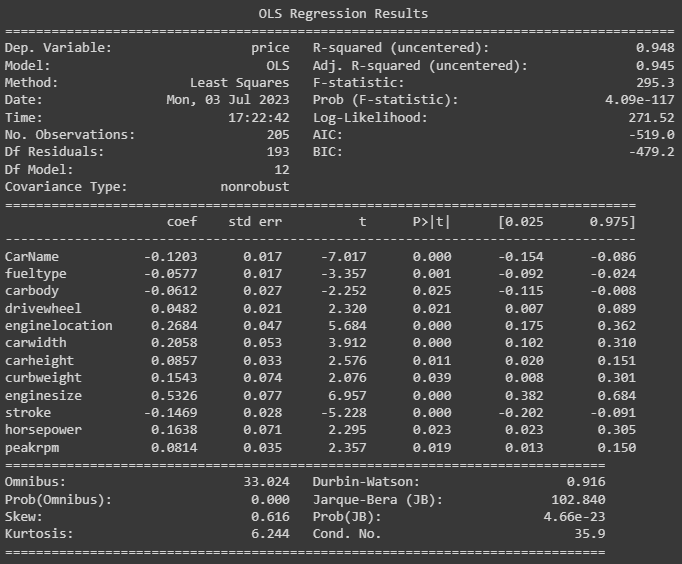 OLS Regression Results
==============================================================================
Dep. Variable: price R-squared (uncentered): 0.948
Model: OLS Adj. R-squared (uncentered): 0.945
Method: Least Squares F-statistic: 295.3
Date: Mon, 03 Jul 2023 Prob (F-statistic): 4.09e-117
Time: 17:22:42 Log-Likelihood: 271.52
No. Observations: 205 AIC: -519.0
Df Residuals: 193 BIC: -479.2
Df Model: 12
Covariance Type: nonrobust
==============================================================================
coef std err t P>|t| [0.025 0.975]
------------------------------------------------------------------------------
CarName -0.1203 0.017 -7.017 0.000 -0.154 -0.086
fueltype -0.0577 0.017 -3.357 0.001 -0.092 -0.024
carbody -0.0612 0.027 -2.252 0.025 -0.115 -0.008
drivewheel 0.0482 0.021 2.320 0.021 0.007 0.089
enginelocation 0.2684 0.047 5.684 0.000 0.175 0.362
carwidth 0.2058 0.053 3.912 0.000 0.102 0.310
carheight 0.0857 0.033 2.576 0.011 0.020 0.151
curbweight 0.1543 0.074 2.076 0.039 0.008 0.301
enginesize 0.5326 0.077 6.957 0.000 0.382 0.684
stroke -0.1469 0.028 -5.228 0.000 -0.202 -0.091
horsepower 0.1638 0.071 2.295 0.023 0.023 0.305
peakrpm 0.0814 0.035 2.357 0.019 0.013 0.150
==============================================================================
Omnibus: 33.024 Durbin-Watson: 0.916
Prob(Omnibus): 0.000 Jarque-Bera (JB): 102.840
Skew: 0.616 Prob(JB): 4.66e-23
Kurtosis: 6.244 Cond. No. 35.9
==============================================================================